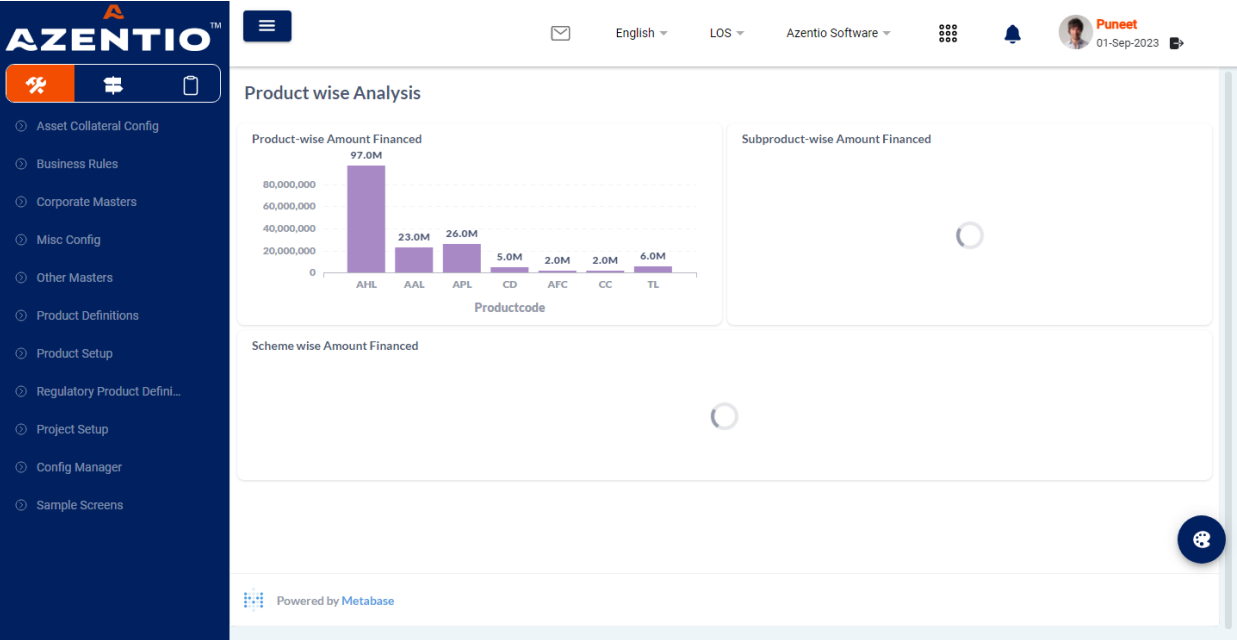 AZENTIO™
English
LOS
Azentio Software
Puneet
01-Sep-2023
Asset Collateral Config
Business Rules
Corporate Masters
Misc Config
Other Masters
Product Definitions
Product Setup
Regulatory Product Defini...
Project Setup
Config Manager
Sample Screens
Product wise Analysis
Product-wise Amount Financed
97.0M
80,000,000
60,000,000
40,000,000
20,000,000
0
23.0M
26.0M
5.0M
2.0M
2.0M
6.0M
AHL AAL APL CD AFC CC TL
Productcode
Subproduct-wise Amount Financed
Scheme wise Amount Financed
Powered by Metabase